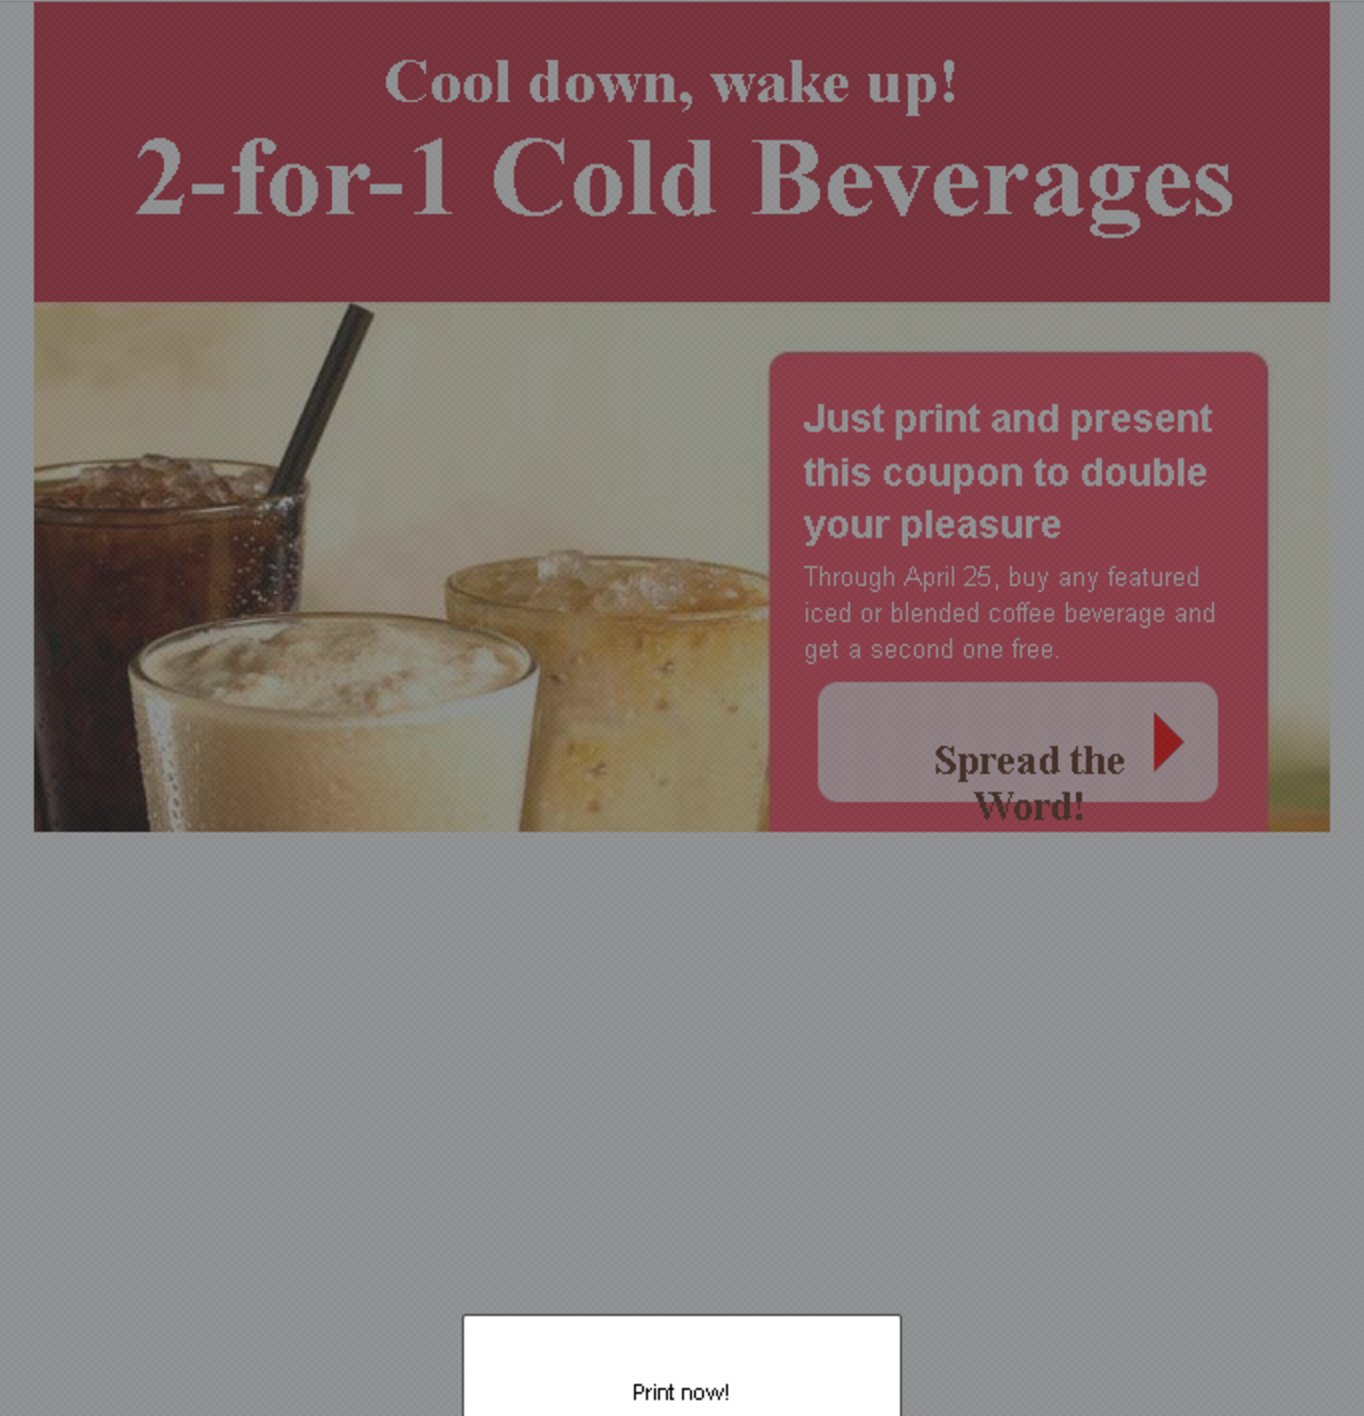 Cool down, wake up!
2-for-1 Cold Beverages
Just print and present
this coupon to double
your pleasure
Through April 25, buy any featured
iced or blended coffee beverage and
get a second one free.
Spread the
Word!
Print now!